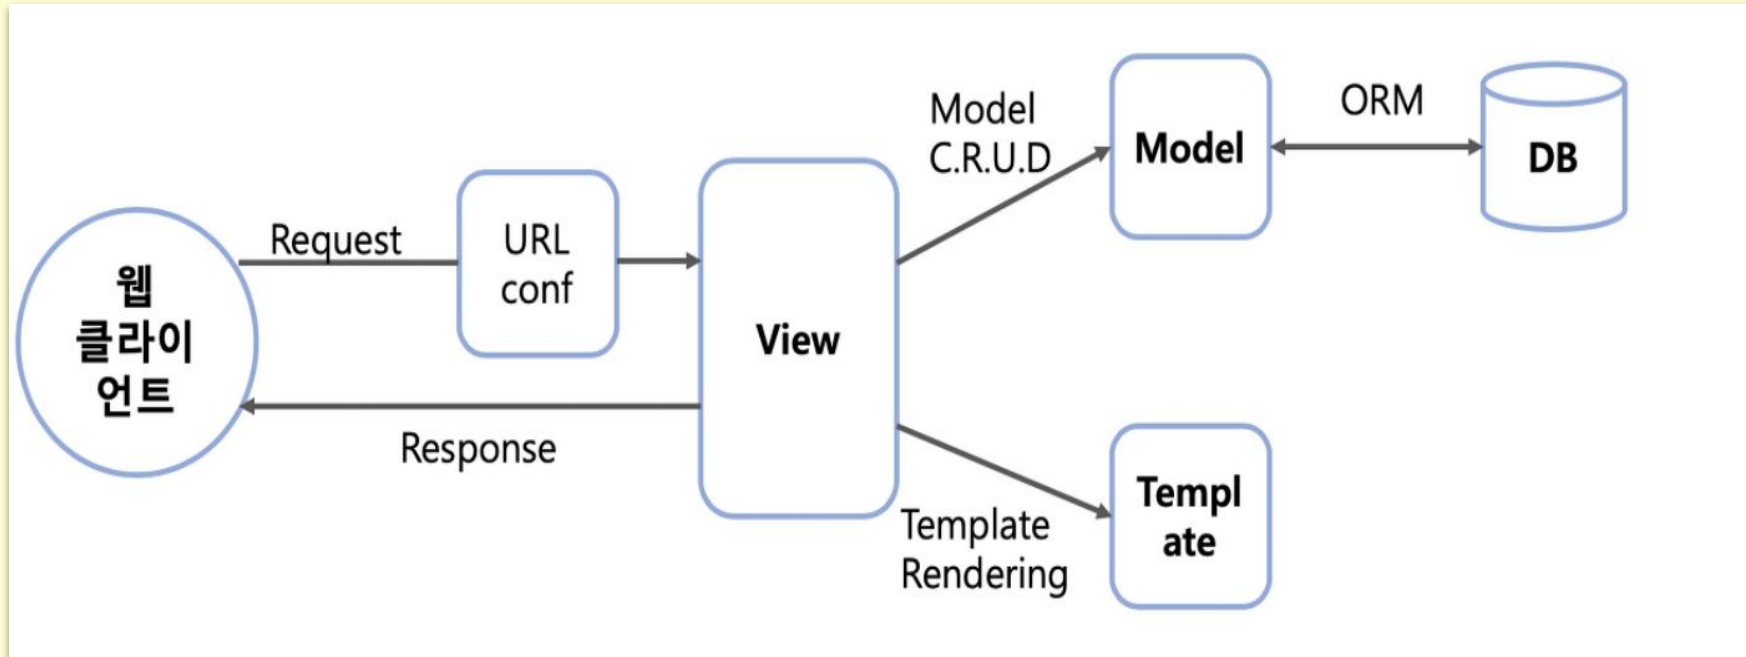 웹
클라이
언트
Request
URL
conf
View
Response
Model
C.R.U.D
Model
ORM
DB
Template
Rendering
Templ
ate